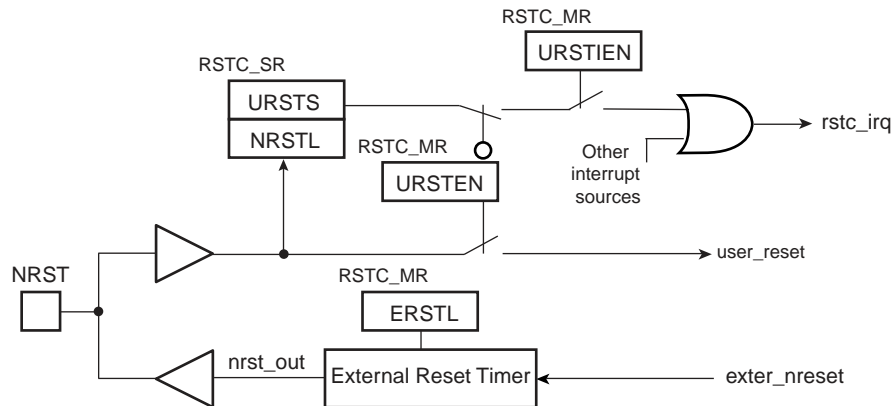 RSTC_MR
URSTIEN
RSTC_SR
URSTS
NRSTL
rstc_irq
RSTC_MR
URSTEN
Other
interrupt
sources
user_reset
NRST
RSTC_MR
ERSTL
nrst_out
External Reset Timer
exter_nreset